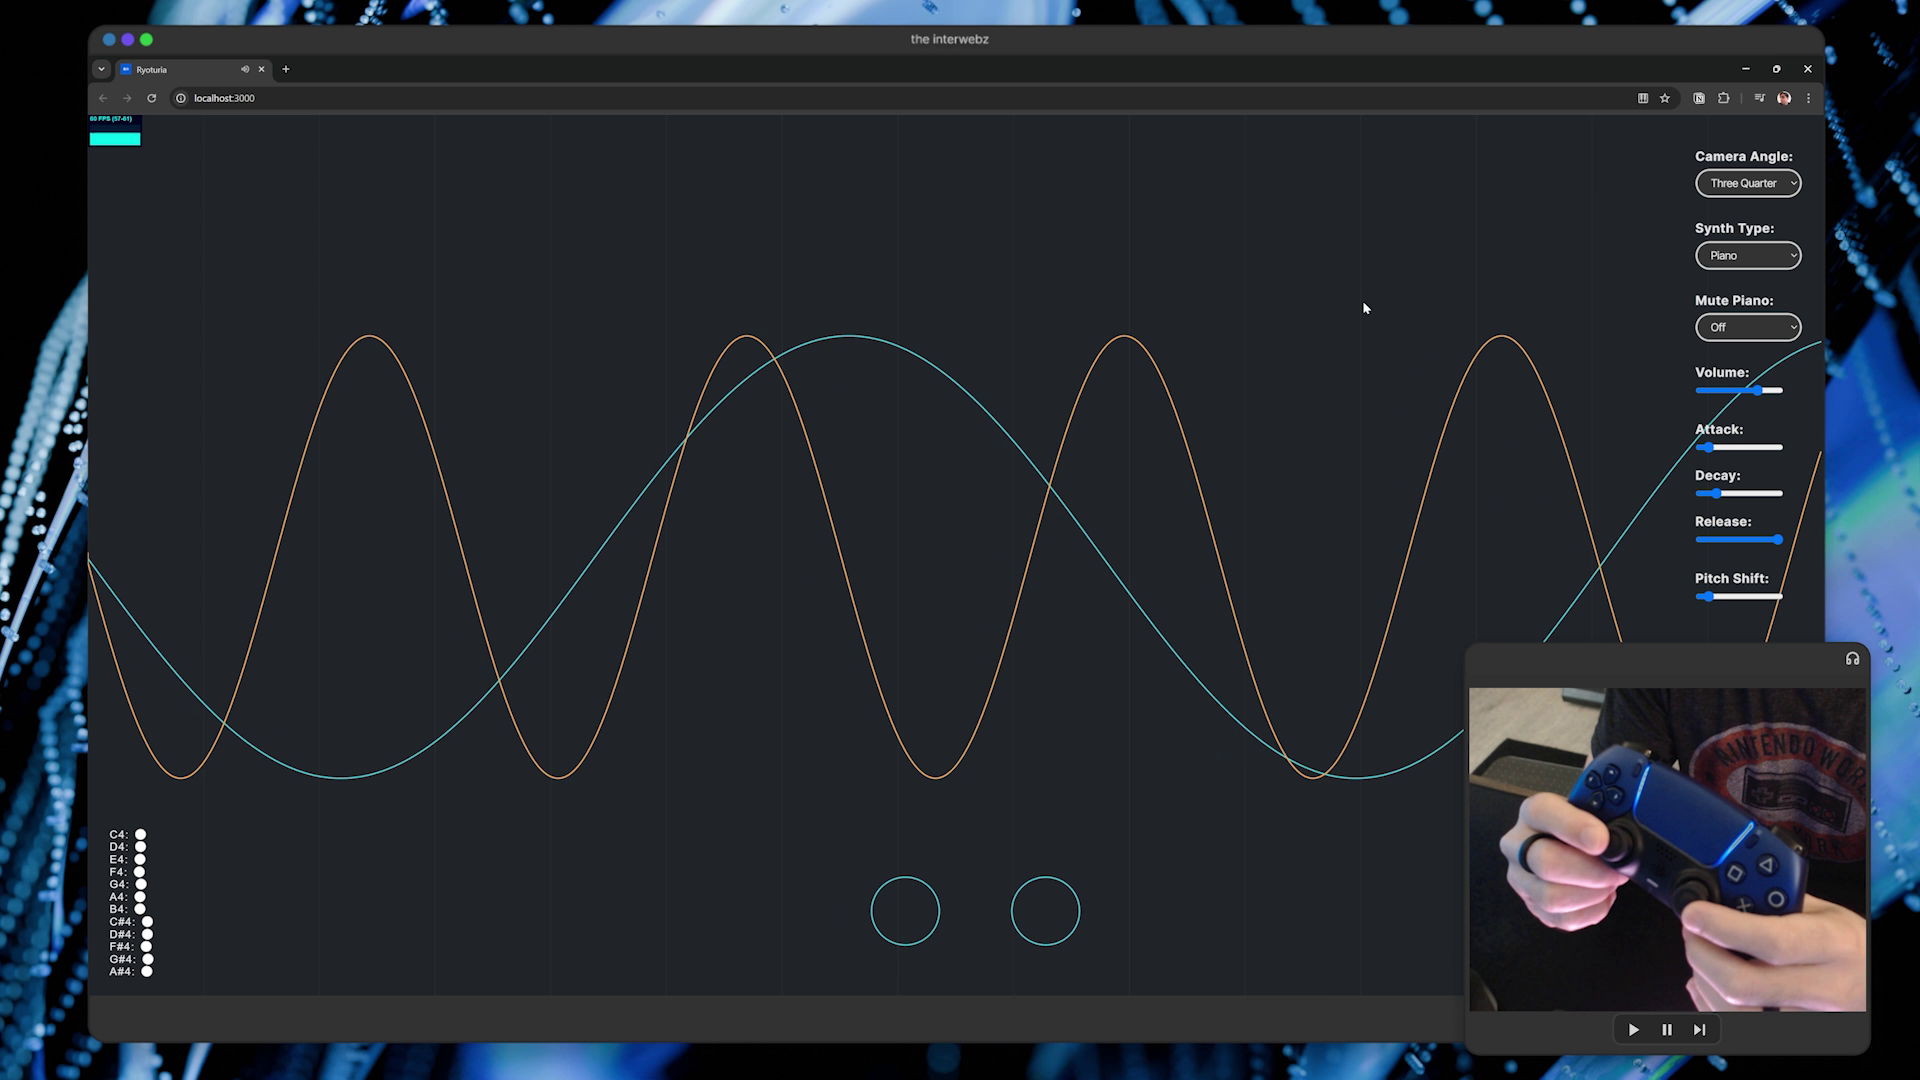 the interwebz
Ryoturia
localhost:3000
60 FPS (57-61)
Camera Angle:
Three Quarter
Synth Type:
Piano
Mute Piano:
Off
Volume:
Attack:
Decay:
Release:
Pitch Shift:
C4:
D4:
E4:
F4:
G4:
A4:
B4:
C#4:
D#4:
F#4:
G#4:
A#4:
NINTENDO WORL